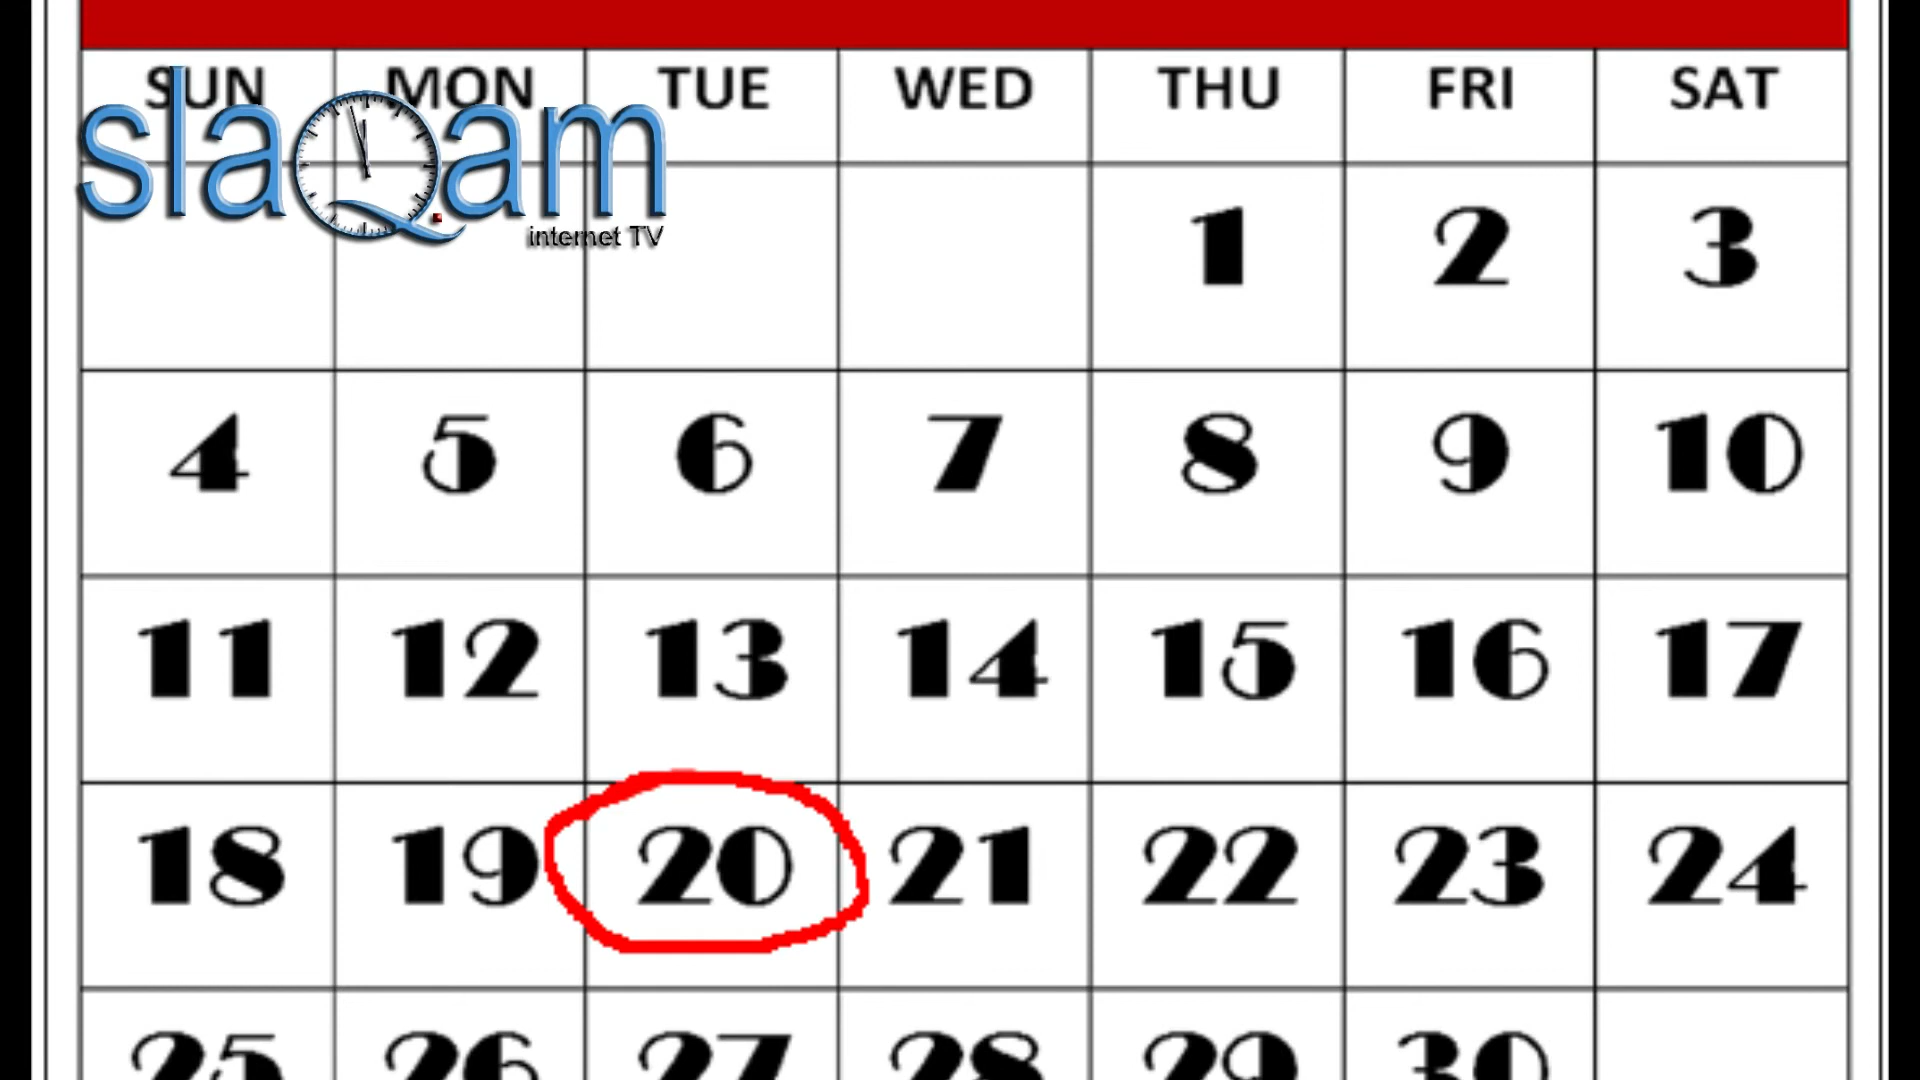 SUN MON TUE WED THU FRI SAT
slaQ.am
internet TV
1 2 3
4 5 6 7 8 9 10
11 12 13 14 15 16 17
18 19 20 21 22 23 24
25 26 27 28 29 30